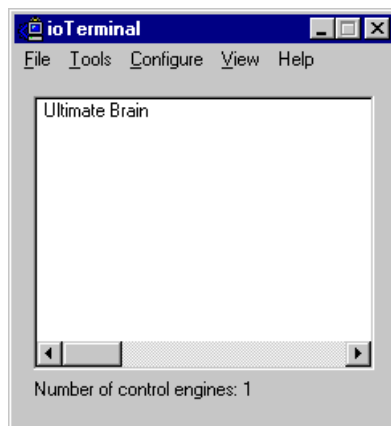 ioTerminal
File Tools Configure View Help
Ultimate Brain
Number of control engines: 1